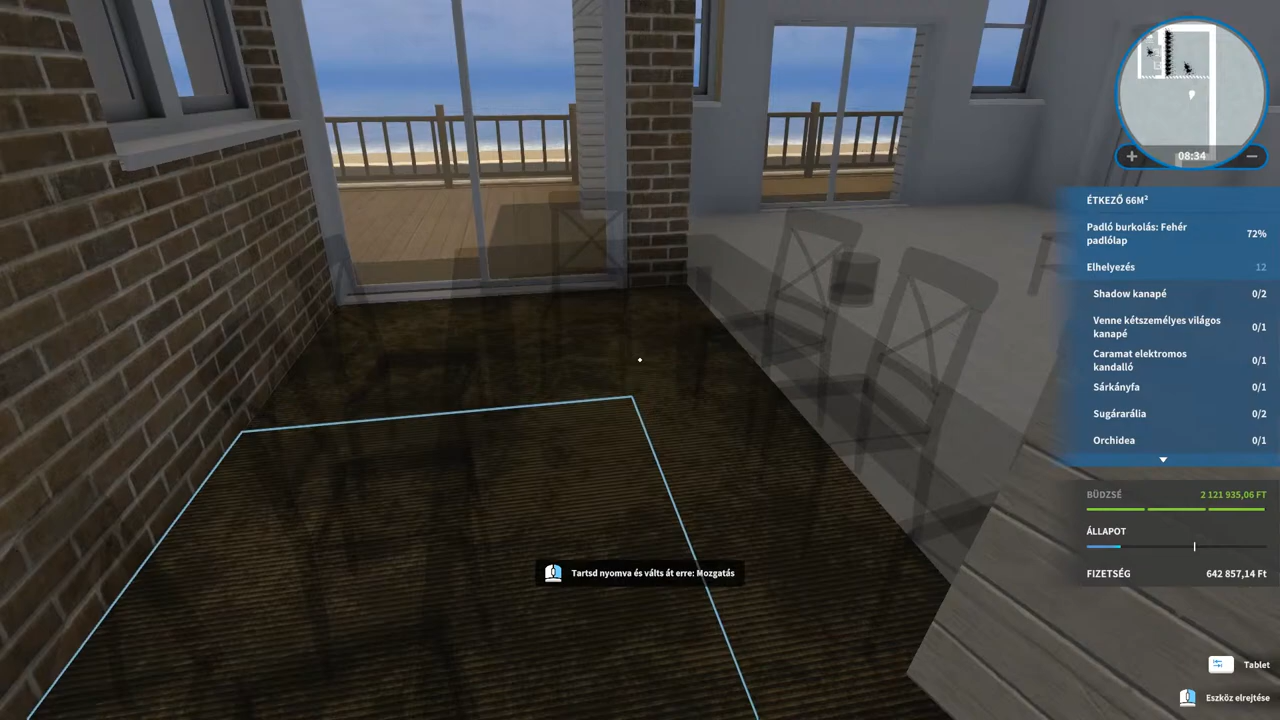 08:34
ÉTKEZŐ 66M²
Padló burkolás: Fehér
padlólap
72%
Elhelyezés 12
Shadow kanapé 0/2
Venne kétszemélyes világos
kanapé
0/1
Caramat elektromos
kandalló
0/1
Sárkányfa 0/1
Sugárarália 0/2
Orchidea 0/1
BÜDZSÉ 2 121 935,06 FT
ÁLLAPOT
FIZETSÉG 642 857,14 Ft
Tartsd nyomva és válts át erre: Mozgatás
Tablet
Eszköz elrejtése